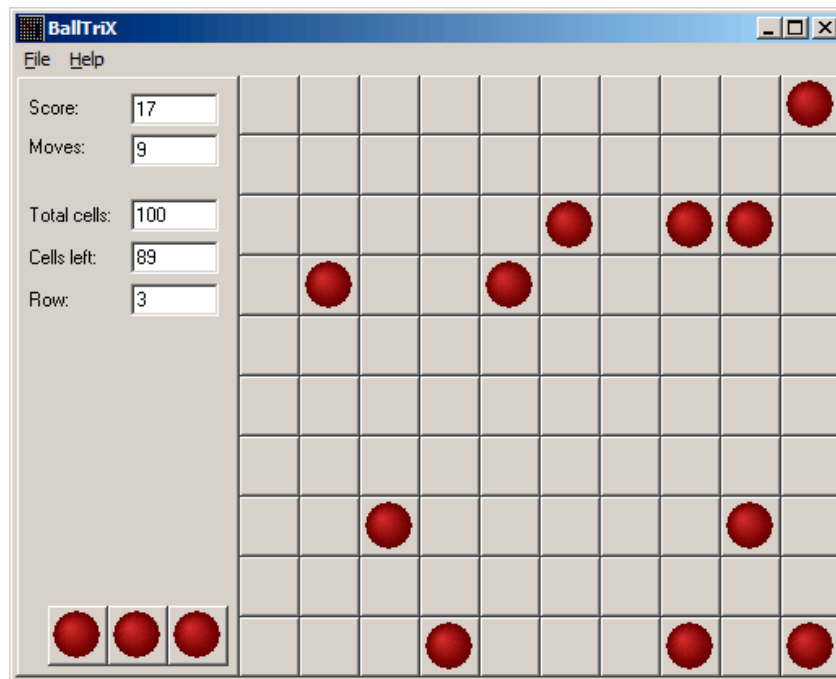 BallTriX
File Help
Score: 17
Moves: 9
Total cells: 100
Cells left: 89
Row: 3